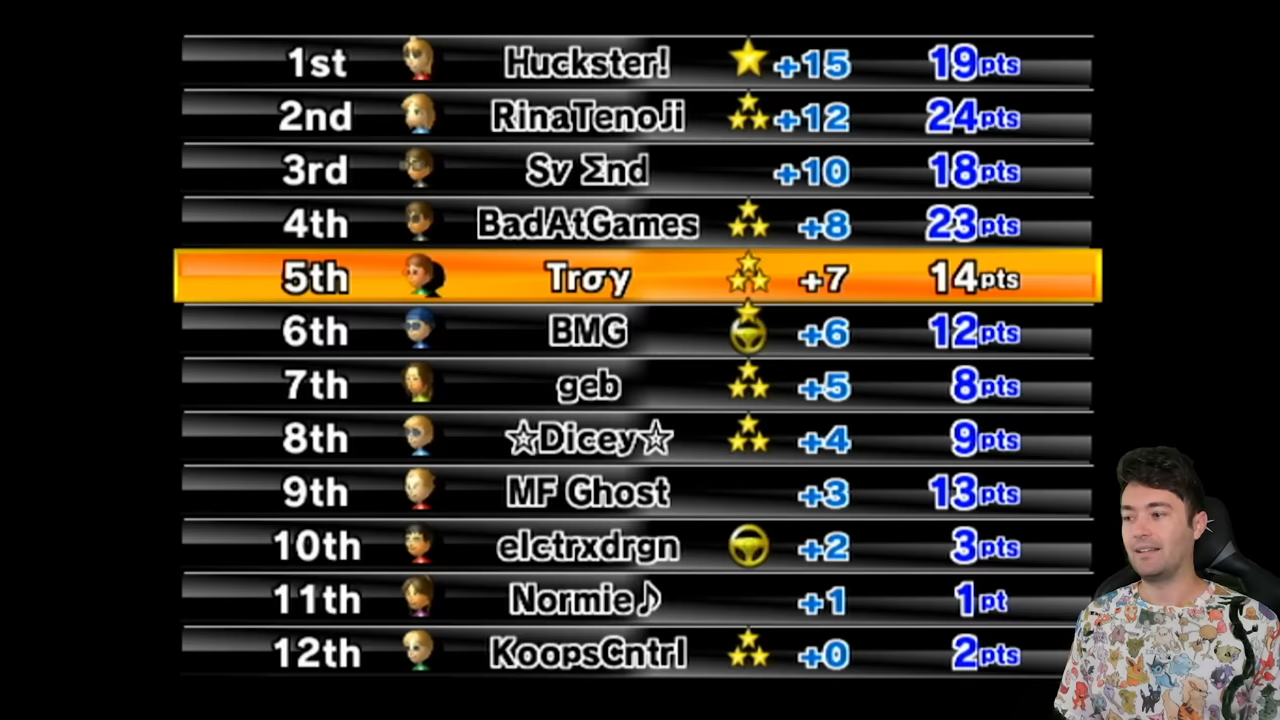 1st Huckster! +15 19pts
2nd RinaTenoJi +12 24pts
3rd Sv Σnd +10 18pts
4th BadAtGames +8 23pts
5th Trσy +7 14pts
6th BMG +6 12pts
7th geb +5 8pts
8th ☆Dicey☆ +4 9pts
9th MF Ghost +3 13pts
10th elctrxdrgn +2 3pts
11th Normie♪ +1 1pt
12th KoopsCntrl +0 2pts